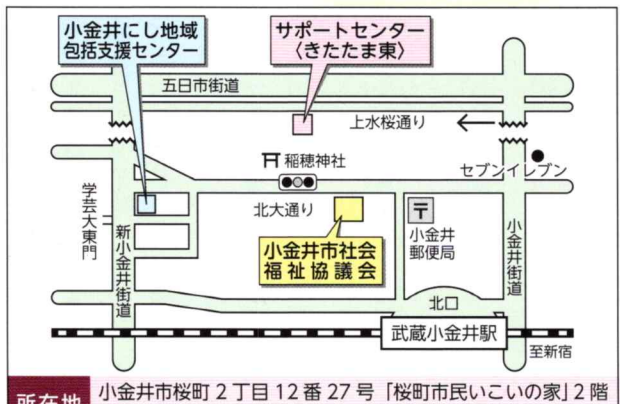 小金井にし地域
包括支援センター
サポートセンター
〈きたたま東〉
五日市街道
上水桜通り
稲穂神社
セブンイレブン
学芸大東門
新小金井街道
北大通り
〒
小金井
郵便局
小金井街道
小金井市社会
福祉協議会
北口
武蔵小金井駅
至新宿
所在地
小金井市桜町2丁目12番27号「桜町市民いこいの家」2階